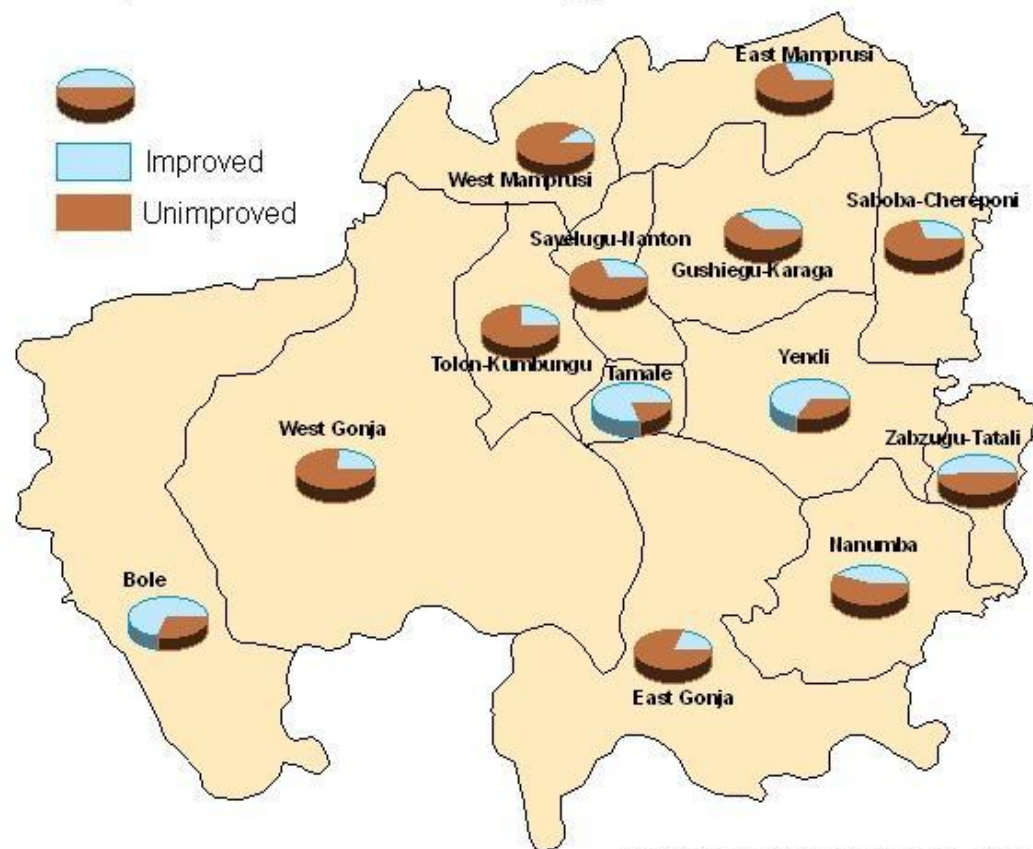 East Mamprusi
Improved
West Mamprusi
Unimproved
Saboba-Chereponi
Savelugu-Nanton
Gushiegu-Karaga
Tolon-Kumbungu
Tamale
Yendi
West Gonja
Zabzugu-Tatali
Nanumba
Bole
East Gonja